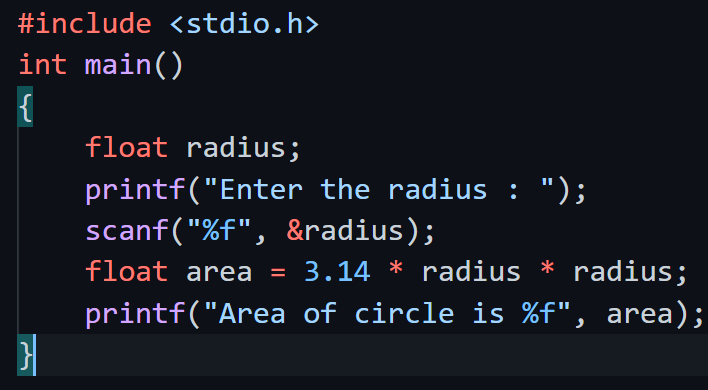 #include <stdio.h>
int main()
{
    float radius;
    printf("Enter the radius : ");
    scanf("%f", &radius);
    float area = 3.14 * radius * radius;
    printf("Area of circle is %f", area);
}